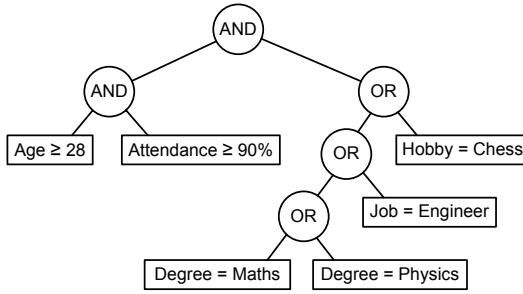 AND
AND
OR
Age ≥ 28
Attendance ≥ 90%
OR
Hobby = Chess
OR
Job = Engineer
Degree = Maths
Degree = Physics